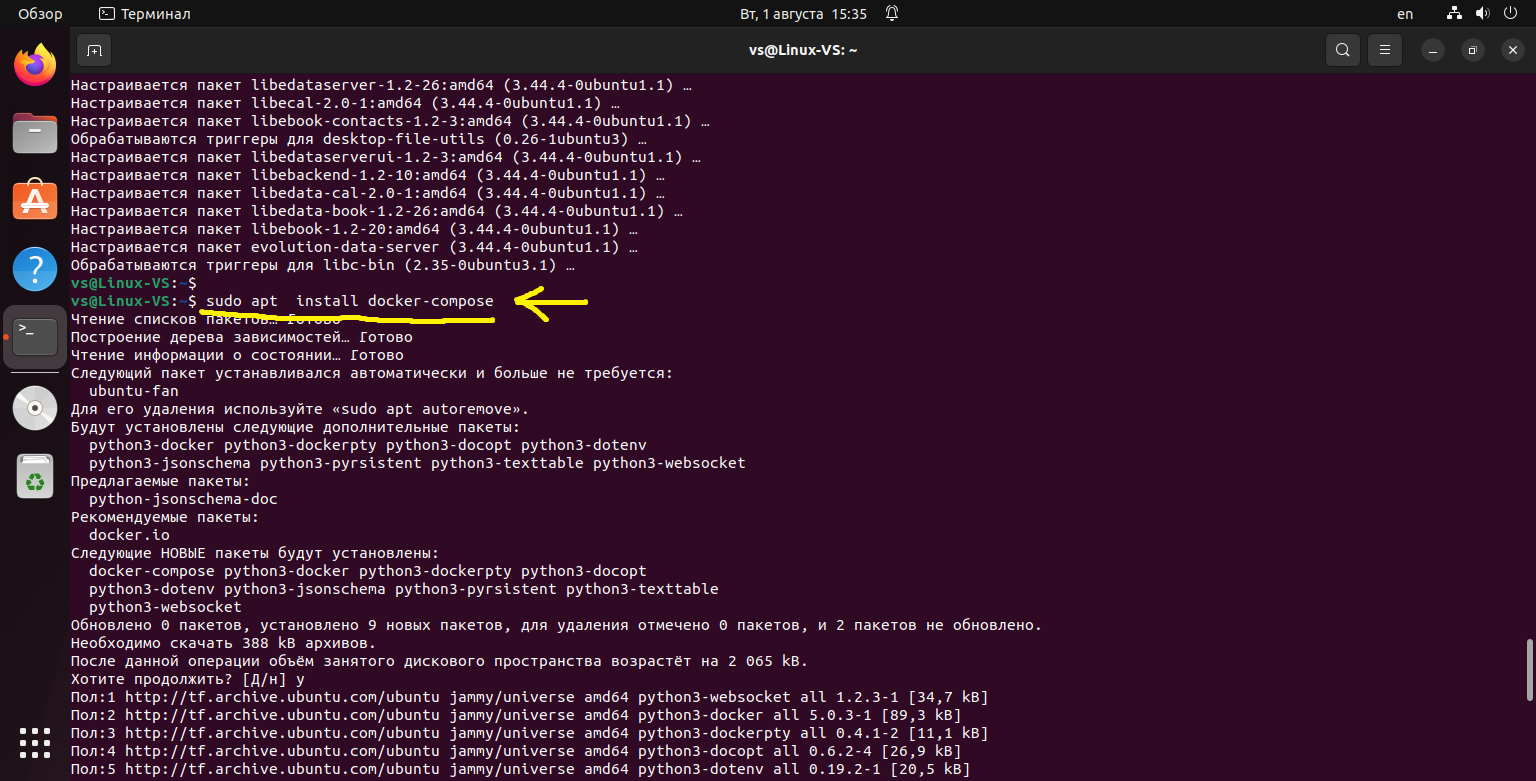 Обзор
Терминал
Вт, 1 августа 15:35
en
vs@Linux-VS: ~
Настраивается пакет libedataserver-1.2-26:amd64 (3.44.4-0ubuntu1.1) …
Настраивается пакет libecal-2.0-1:amd64 (3.44.4-0ubuntu1.1) …
Настраивается пакет libebook-contacts-1.2-3:amd64 (3.44.4-0ubuntu1.1) …
Обрабатываются триггеры для desktop-file-utils (0.26-1ubuntu3) …
Настраивается пакет libedataserverui-1.2-3:amd64 (3.44.4-0ubuntu1.1) …
Настраивается пакет libebackend-1.2-10:amd64 (3.44.4-0ubuntu1.1) …
Настраивается пакет libedata-cal-2.0-1:amd64 (3.44.4-0ubuntu1.1) …
Настраивается пакет libedata-book-1.2-26:amd64 (3.44.4-0ubuntu1.1) …
Настраивается пакет libebook-1.2-20:amd64 (3.44.4-0ubuntu1.1) …
Настраивается пакет evolution-data-server (3.44.4-0ubuntu1.1) …
Обрабатываются триггеры для libc-bin (2.35-0ubuntu3.1) …
vs@Linux-VS:~$
vs@Linux-VS:~$ sudo apt  install docker-compose
Чтение списков пакетов… Готово
Построение дерева зависимостей… Готово
Чтение информации о состоянии… Готово
Следующий пакет устанавливался автоматически и больше не требуется:
ubuntu-fan
Для его удаления используйте «sudo apt autoremove».
Будут установлены следующие дополнительные пакеты:
python3-docker python3-dockerpty python3-docopt python3-dotenv
python3-jsonschema python3-pyrsistent python3-texttable python3-websocket
Предлагаемые пакеты:
python-jsonschema-doc
Рекомендуемые пакеты:
docker.io
Следующие НОВЫЕ пакеты будут установлены:
docker-compose python3-docker python3-dockerpty python3-docopt
python3-dotenv python3-jsonschema python3-pyrsistent python3-texttable
python3-websocket
Обновлено 0 пакетов, установлено 9 новых пакетов, для удаления отмечено 0 пакетов, и 2 пакетов не обновлено.
Необходимо скачать 388 kB архивов.
После данной операции объём занятого дискового пространства возрастёт на 2 065 kB.
Хотите продолжить? [Д/н] y
Пол:1 http://tf.archive.ubuntu.com/ubuntu jammy/universe amd64 python3-websocket all 1.2.3-1 [34,7 kB]
Пол:2 http://tf.archive.ubuntu.com/ubuntu jammy/universe amd64 python3-docker all 5.0.3-1 [89,3 kB]
Пол:3 http://tf.archive.ubuntu.com/ubuntu jammy/universe amd64 python3-dockerpty all 0.4.1-2 [11,1 kB]
Пол:4 http://tf.archive.ubuntu.com/ubuntu jammy/universe amd64 python3-docopt all 0.6.2-4 [26,9 kB]
Пол:5 http://tf.archive.ubuntu.com/ubuntu jammy/universe amd64 python3-dotenv all 0.19.2-1 [20,5 kB]